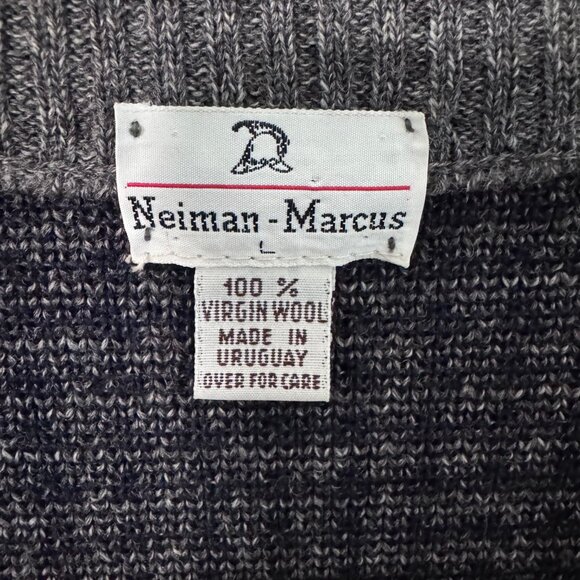 Neiman-Marcus
L
100 %
VIRGIN WOOL
MADE IN
URUGUAY
OVER FOR CARE